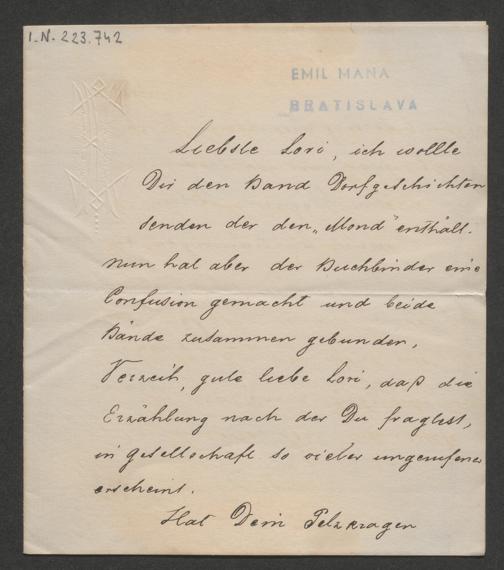 I.N. 223.742
EMIL MANA
BRATISLAVA
Liebste Lori, ich wollte
Dir den Band Dorfgeschichten
senden der den „Mond" enthält.
Nun hat aber der Buchbinder eine
Confusion gemacht und beide
Bände zusammen gebunden,
Verzeih, gute liebe Lori, daß die
Erzählung nach der Du fragtest,
in Gesellschaft so vieler ungerufener
erscheint.
Hat Dein Pelzkragen